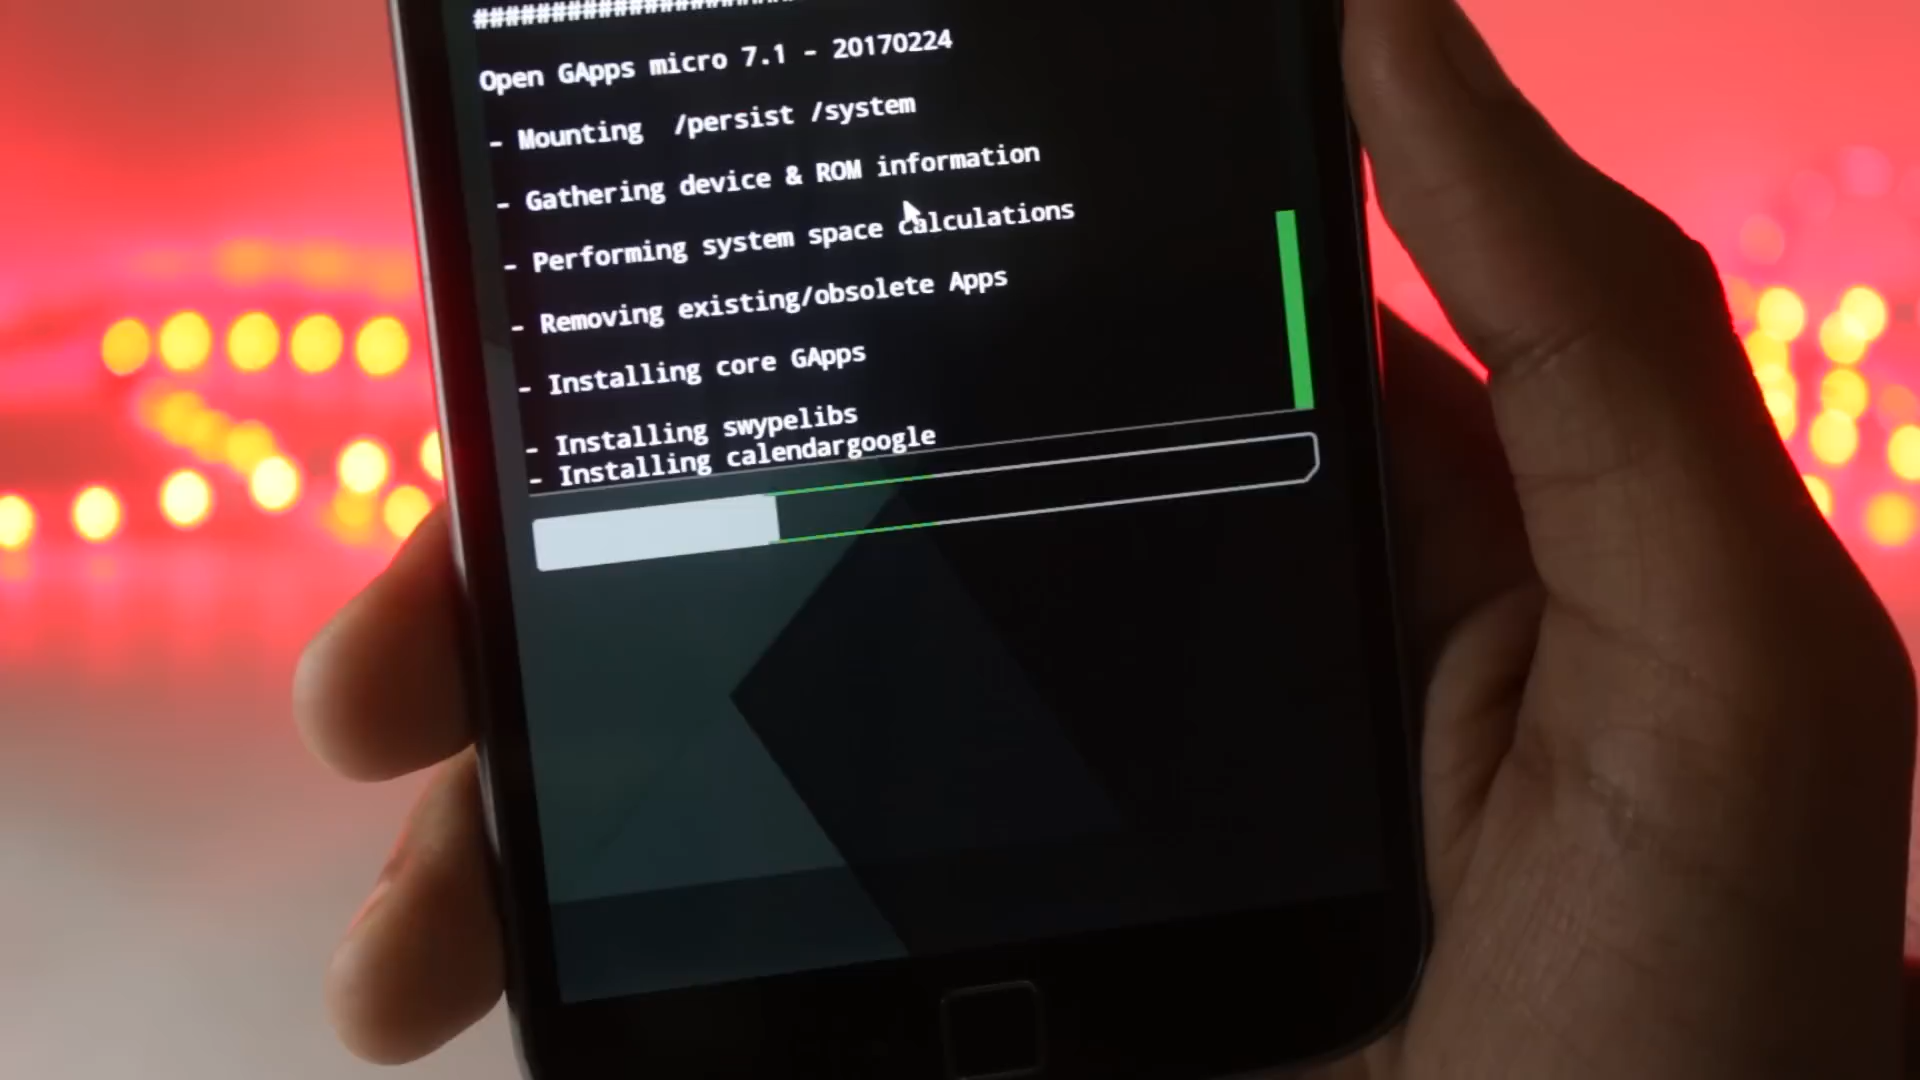 ##################
Open GApps micro 7.1 - 20170224
- Mounting /persist /system
- Gathering device & ROM information
- Performing system space calculations
- Removing existing/obsolete Apps
- Installing core GApps
- Installing swypelibs
- Installing calendargoogle